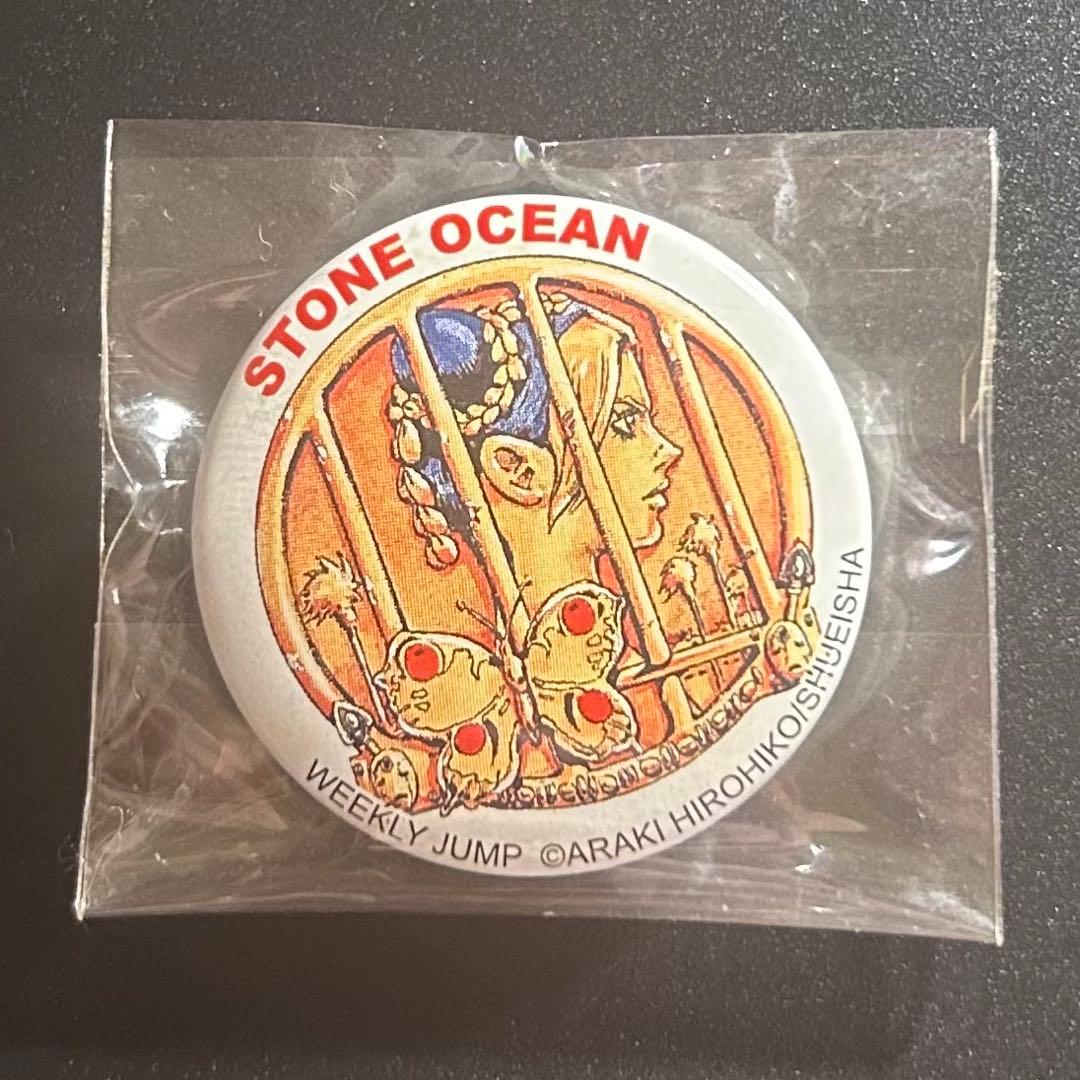 STONE OCEAN
WEEKLY JUMP ©ARAKI HIROHIKO/SHUEISHA